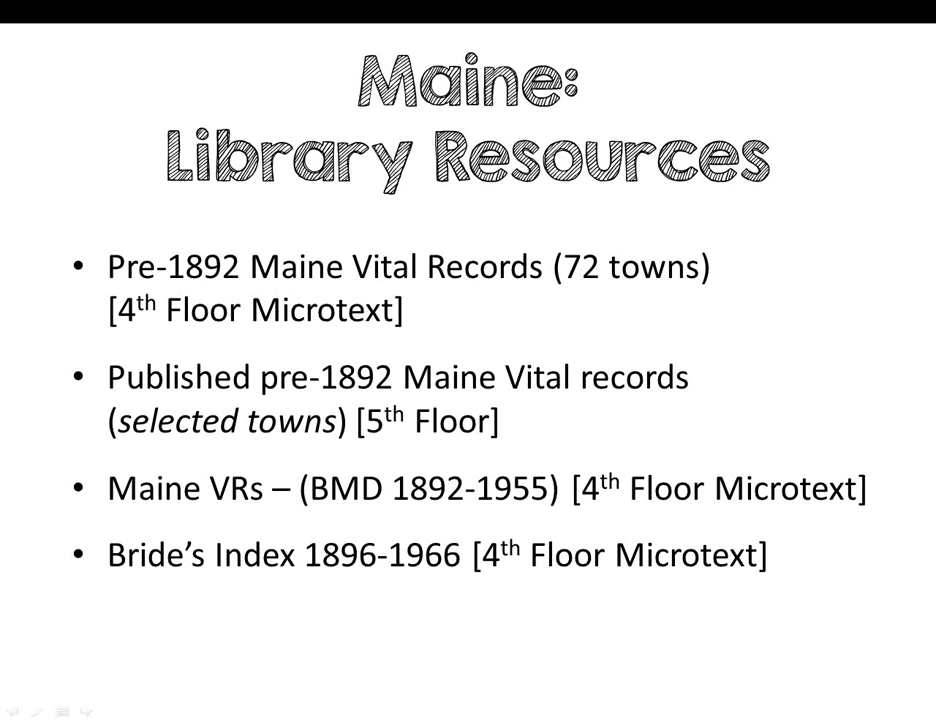 Maine:
Library Resources
• Pre-1892 Maine Vital Records (72 towns)
[4th Floor Microtext]
• Published pre-1892 Maine Vital records
(selected towns) [5th Floor]
• Maine VRs – (BMD 1892-1955) [4th Floor Microtext]
• Bride’s Index 1896-1966 [4th Floor Microtext]